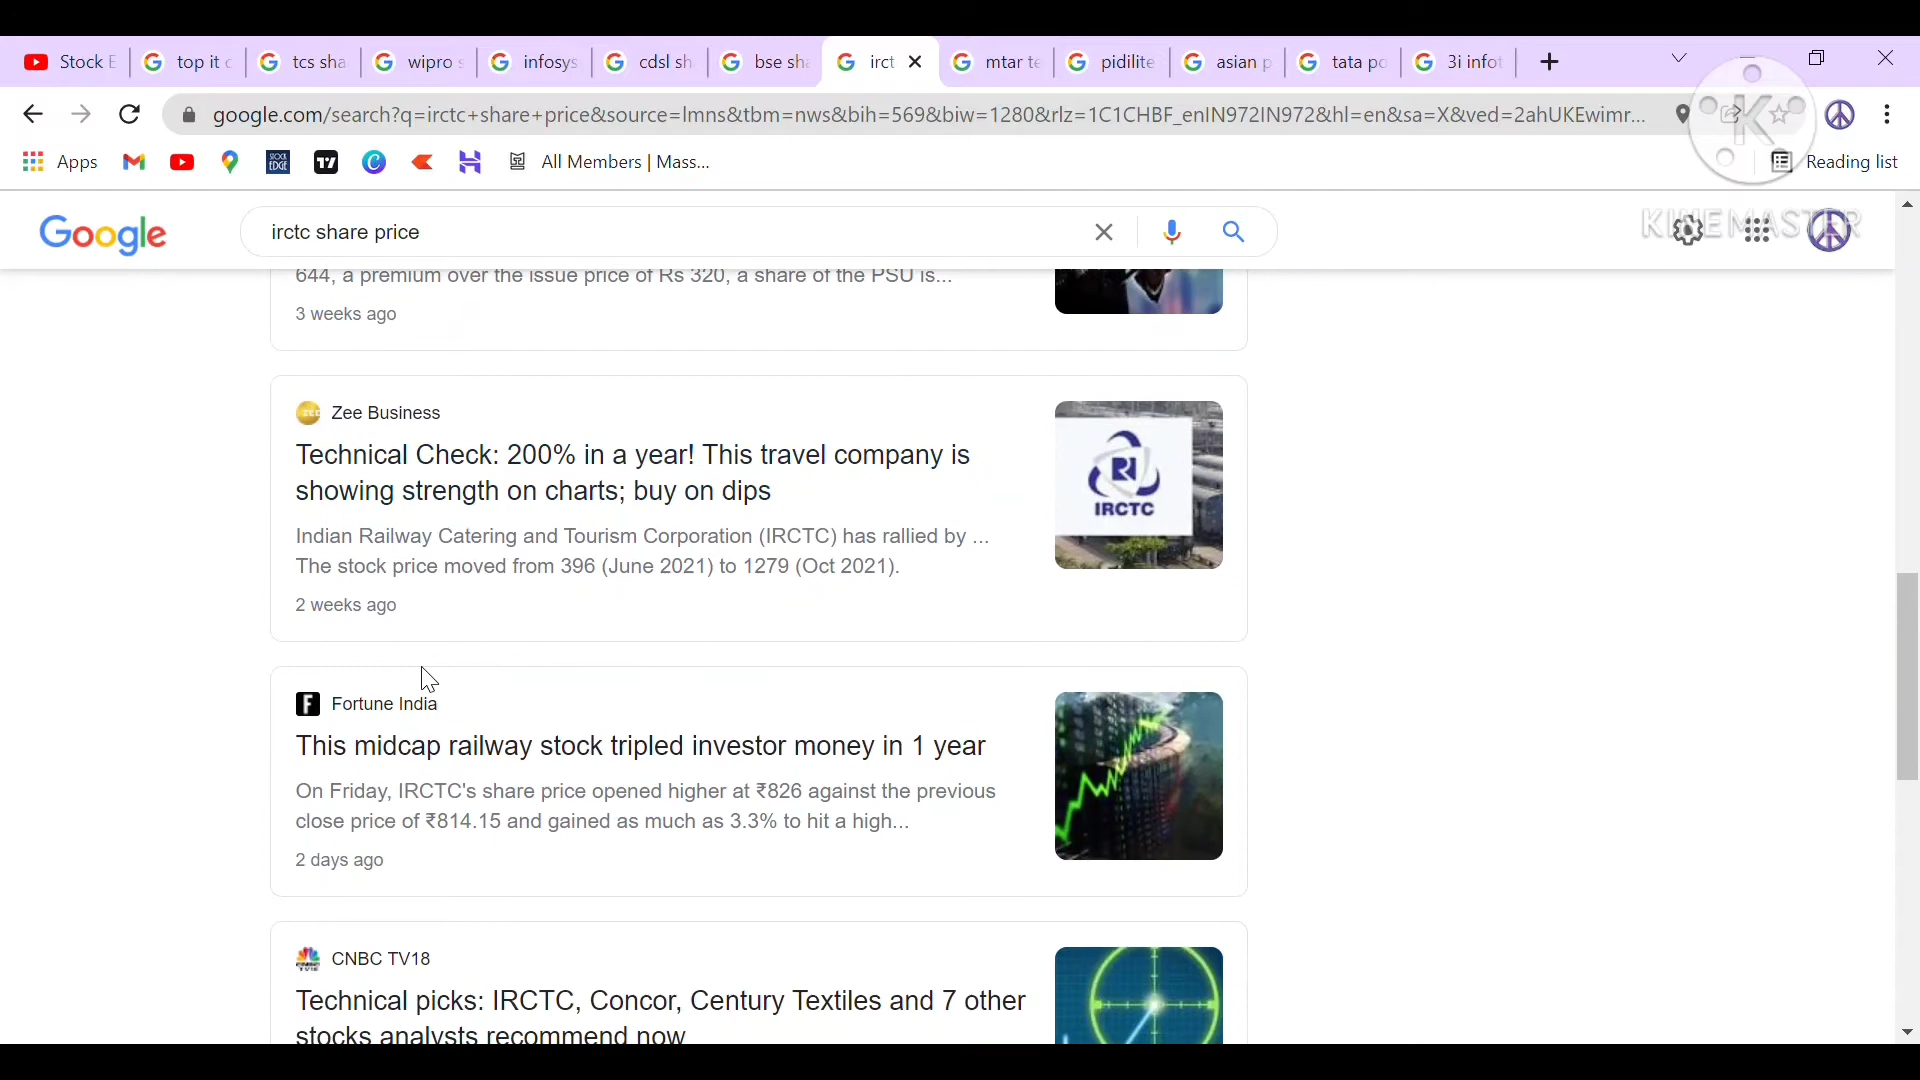 Stock E
top it c
tcs sha
wipro s
infosys
cdsl sh
bse sha
irct
mtar te
pidilite
asian p
tata po
3i infot
google.com/search?q=irctc+share+price&source=lmns&tbm=nws&bih=569&biw=1280&rlz=1C1CHBF_enIN972IN972&hl=en&sa=X&ved=2ahUKEwimr...
Apps
STOCK EDGE
All Members | Mass...
Reading list
Google
irctc share price
KINEMASTER
644, a premium over the issue price of Rs 320, a share of the PSU is...
3 weeks ago
Zee Business
Technical Check: 200% in a year! This travel company is
showing strength on charts; buy on dips
Indian Railway Catering and Tourism Corporation (IRCTC) has rallied by ...
The stock price moved from 396 (June 2021) to 1279 (Oct 2021).
2 weeks ago
IRCTC
Fortune India
This midcap railway stock tripled investor money in 1 year
On Friday, IRCTC's share price opened higher at ₹826 against the previous
close price of ₹814.15 and gained as much as 3.3% to hit a high...
2 days ago
CNBC TV18
Technical picks: IRCTC, Concor, Century Textiles and 7 other
stocks analysts recommend now